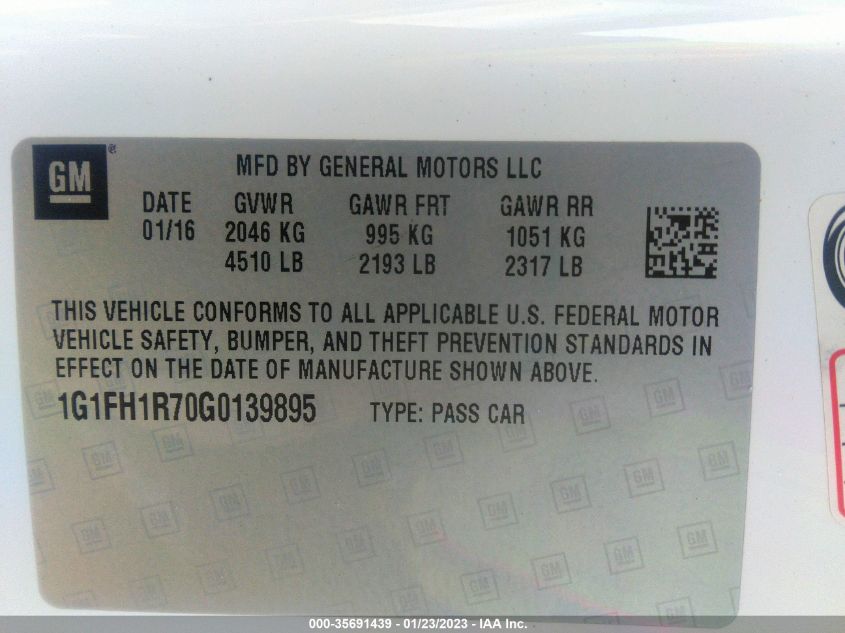 GM ®
MFD BY GENERAL MOTORS LLC
DATE GVWR GAWR FRT GAWR RR
01/16 2046 KG 995 KG 1051 KG
4510 LB 2193 LB 2317 LB
THIS VEHICLE CONFORMS TO ALL APPLICABLE U.S. FEDERAL MOTOR
VEHICLE SAFETY, BUMPER, AND THEFT PREVENTION STANDARDS IN
EFFECT ON THE DATE OF MANUFACTURE SHOWN ABOVE.
1G1FH1R70G0139895 TYPE: PASS CAR
000-35691439 — 01/23/2023 — IAA Inc.